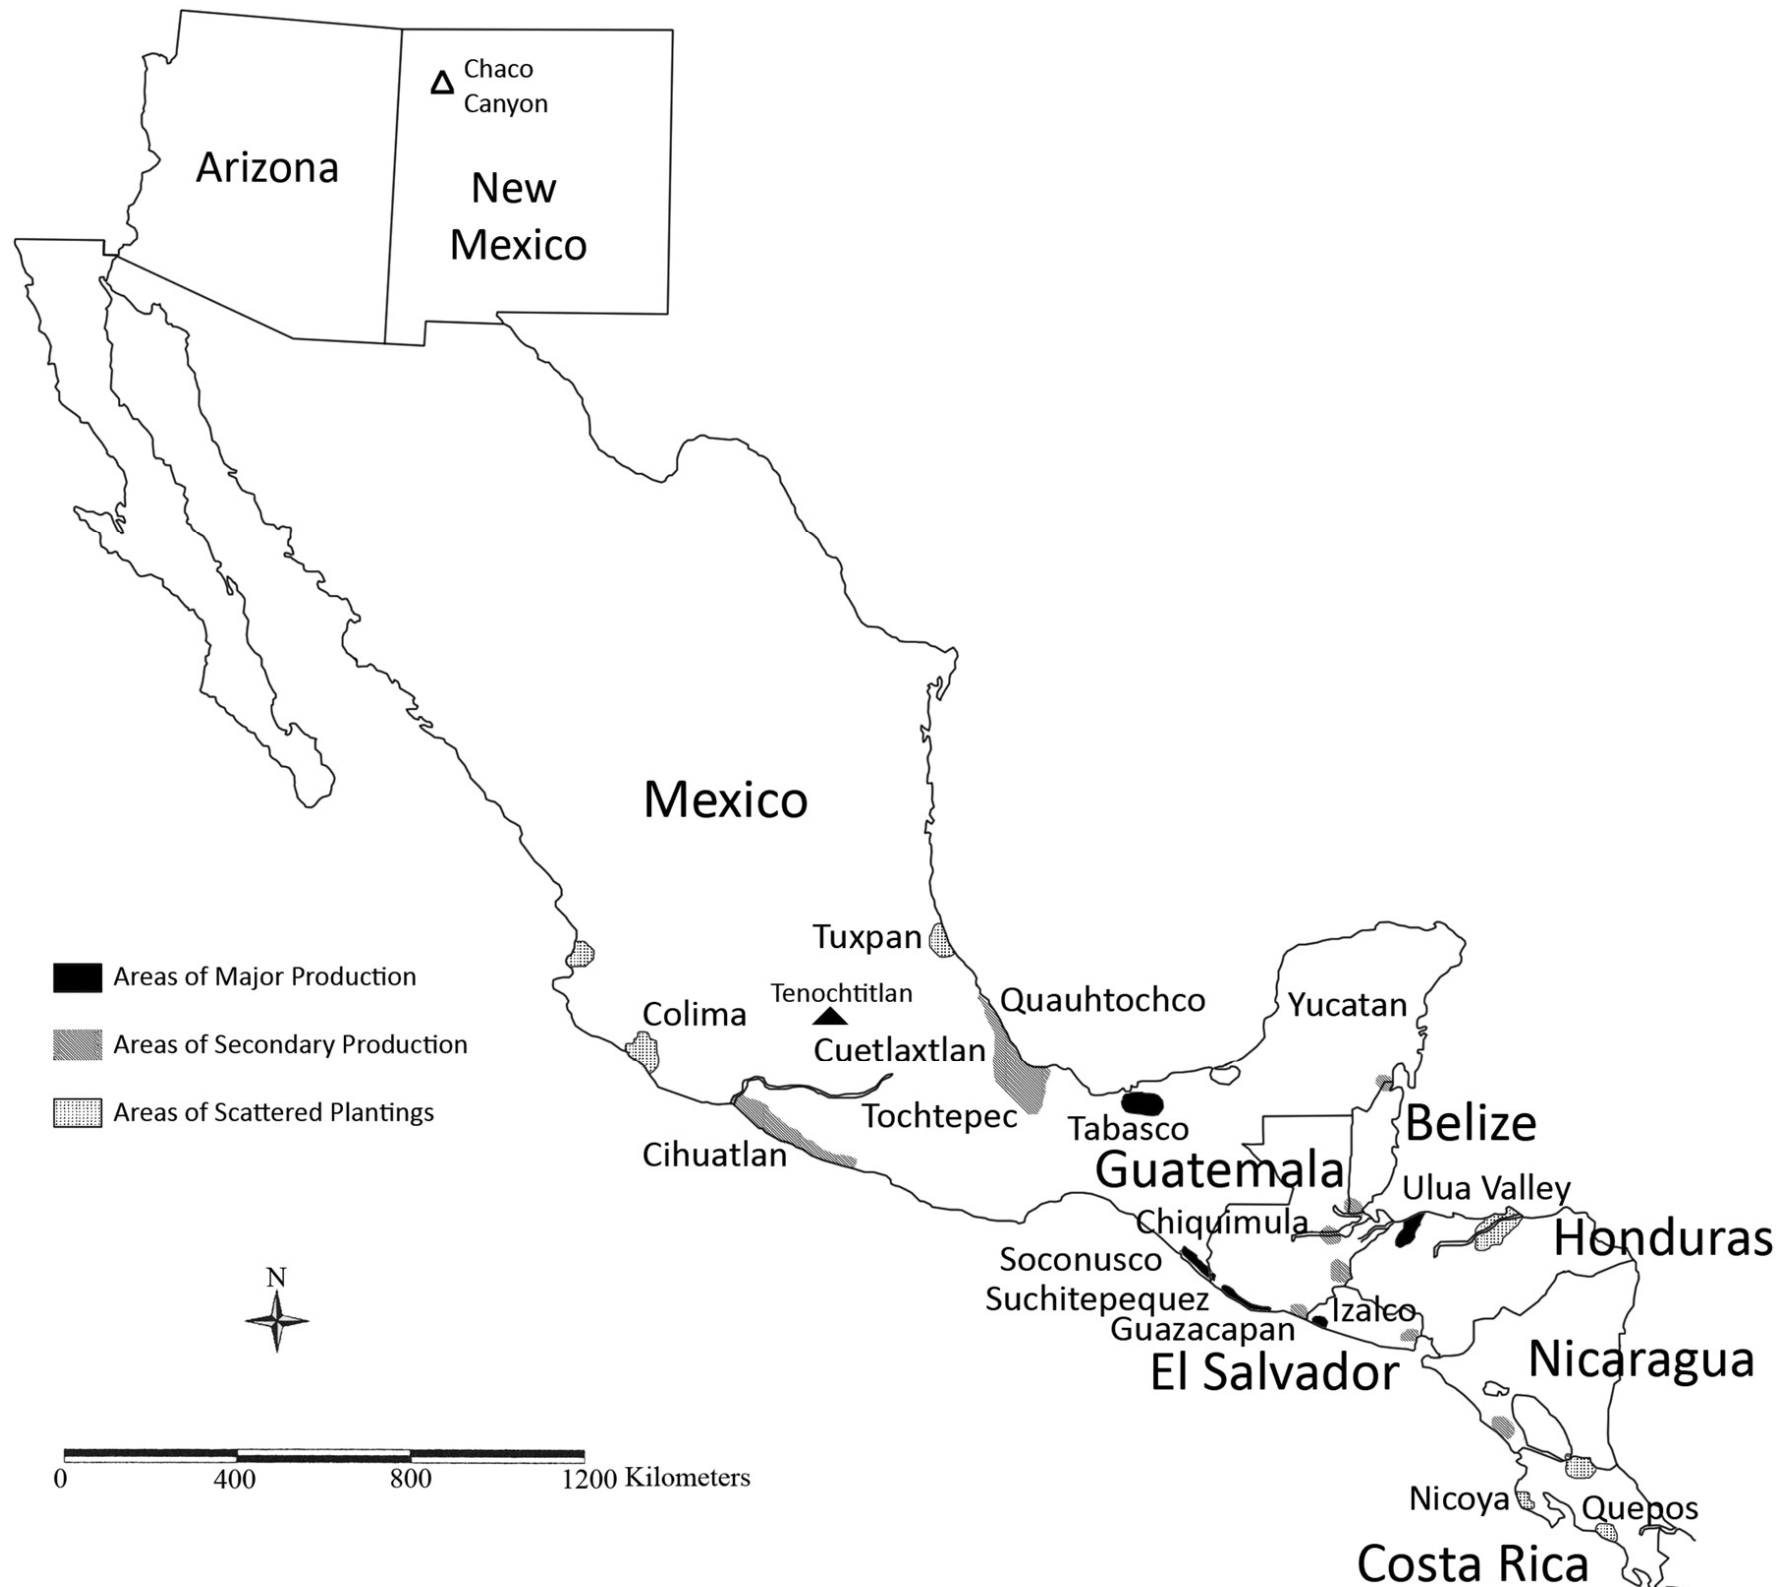 Chaco
Canyon
Arizona
New
Mexico
Mexico
Tuxpan
Tenochtitlan
Quauhtochco
Yucatan
Colima
Cuetlaxtlan
Areas of Major Production
Areas of Secondary Production
Areas of Scattered Plantings
Tochtepec
Tabasco
Belize
Cihuatlan
Guatemala
Ulua Valley
Chiquimula
Honduras
Soconusco
Suchitepequez
Izalco
Guazacapan
El Salvador
Nicaragua
N
0 400 800 1200 Kilometers
Nicoya
Quepos
Costa Rica